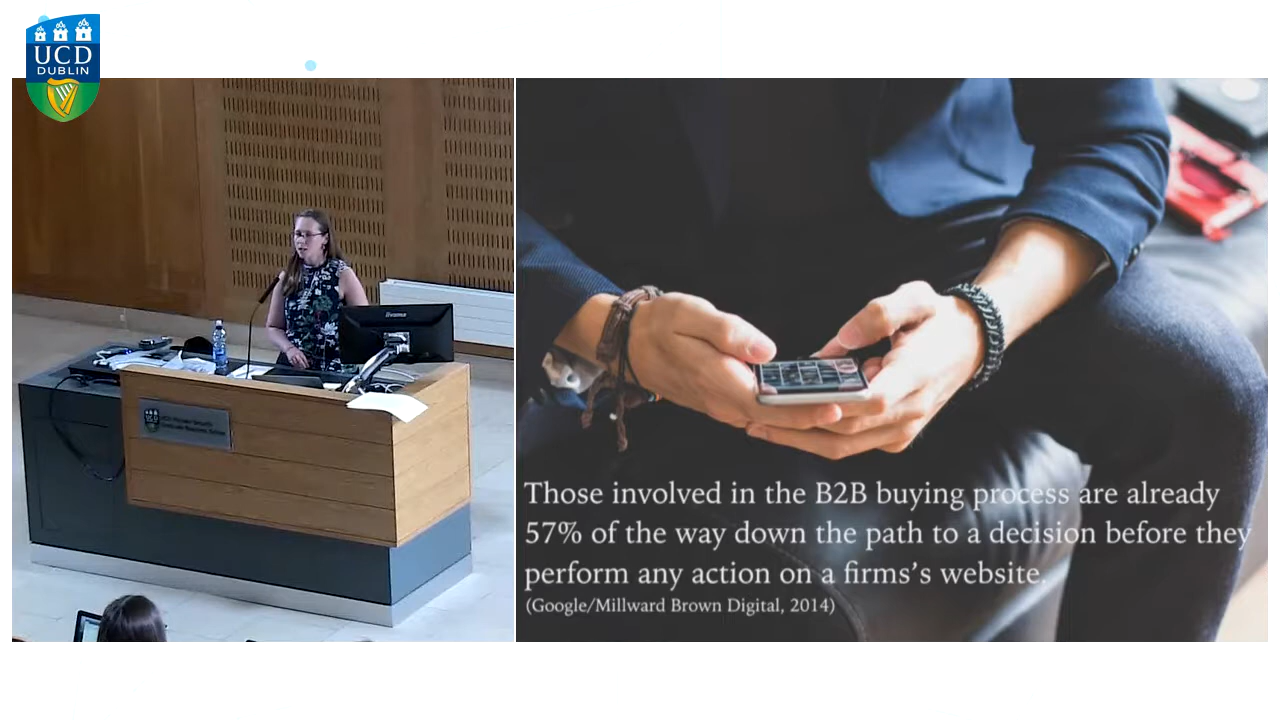 UCD
DUBLIN
UCD
Those involved in the B2B buying process are already
57% of the way down the path to a decision before they
perform any action on a firms's website.
(Google/Millward Brown Digital, 2014)